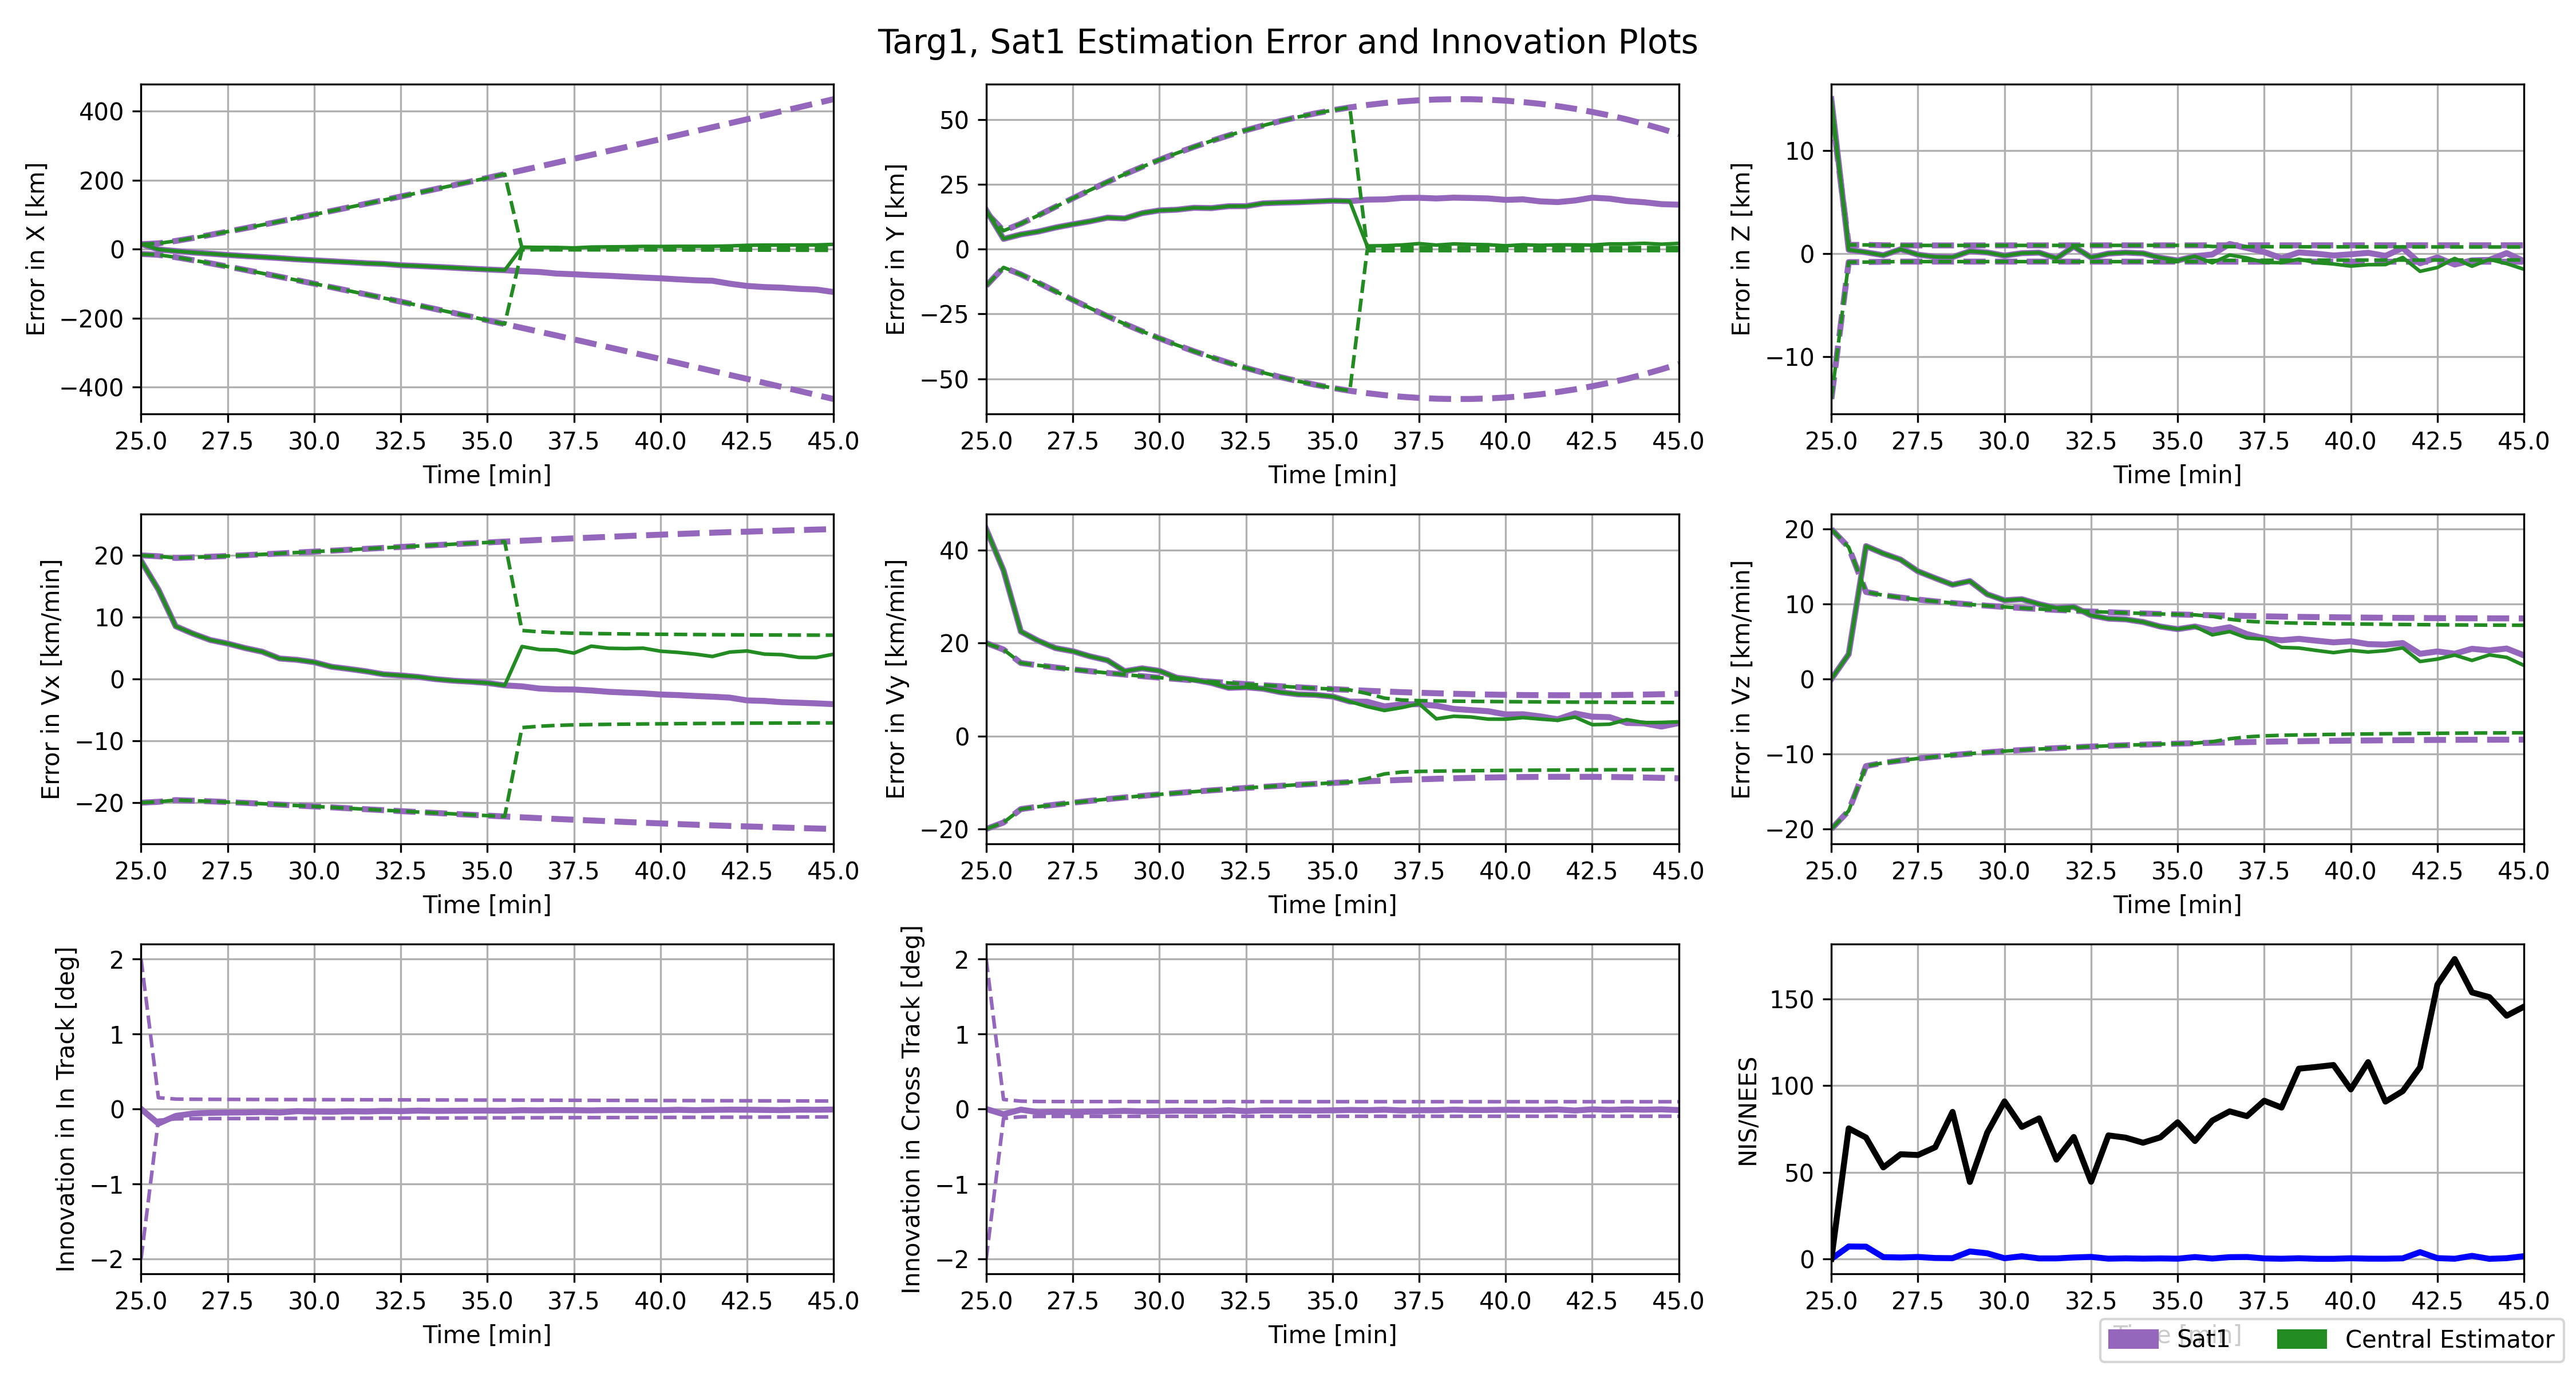 Targ1, Sat1 Estimation Error and Innovation Plots
Error in X [km]
400
200
0
−200
−400
25.0 27.5 30.0 32.5 35.0 37.5 40.0 42.5 45.0
Time [min]
Error in Y [km]
50
25
0
−25
−50
25.0 27.5 30.0 32.5 35.0 37.5 40.0 42.5 45.0
Time [min]
Error in Z [km]
10
0
−10
25.0 27.5 30.0 32.5 35.0 37.5 40.0 42.5 45.0
Time [min]
Error in Vx [km/min]
20
10
0
−10
−20
25.0 27.5 30.0 32.5 35.0 37.5 40.0 42.5 45.0
Time [min]
Error in Vy [km/min]
40
20
0
−20
25.0 27.5 30.0 32.5 35.0 37.5 40.0 42.5 45.0
Time [min]
Error in Vz [km/min]
20
10
0
−10
−20
25.0 27.5 30.0 32.5 35.0 37.5 40.0 42.5 45.0
Time [min]
Innovation in In Track [deg]
2
1
0
−1
−2
25.0 27.5 30.0 32.5 35.0 37.5 40.0 42.5 45.0
Time [min]
Innovation in Cross Track [deg]
2
1
0
−1
−2
25.0 27.5 30.0 32.5 35.0 37.5 40.0 42.5 45.0
Time [min]
NIS/NEES
150
100
50
0
25.0 27.5 30.0 32.5 35.0 37.5 40.0 42.5 45.0
Time [min]
Sat1 Central Estimator